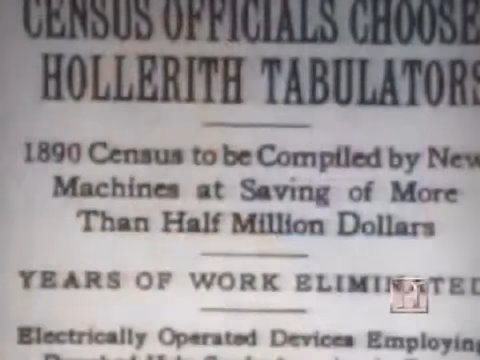 CENSUS OFFICIALS CHOOSE
HOLLERITH TABULATORS
1890 Census to be Compiled by New
Machines at Saving of More
Than Half Million Dollars
YEARS OF WORK ELIMINATED
Electrically Operated Devices Employing
H